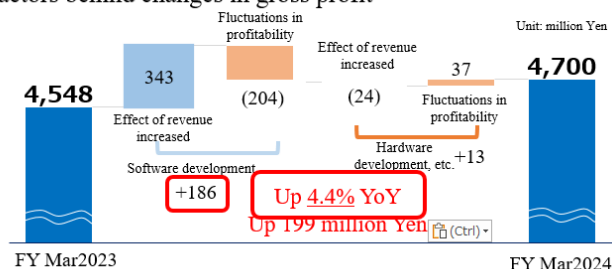 actors behind changes in gross profit
Unit: million Yen
Fluctuations in
profitability
Effect of revenue
increased
4,548
343
(204)
(24)
37
4,700
Effect of revenue
increased
Fluctuations in
profitability
Software development
+186
Hardware
development, etc.
+13
Up 4.4% YoY
Up 199 million Yen
(Ctrl)
FY Mar2023
FY Mar2024